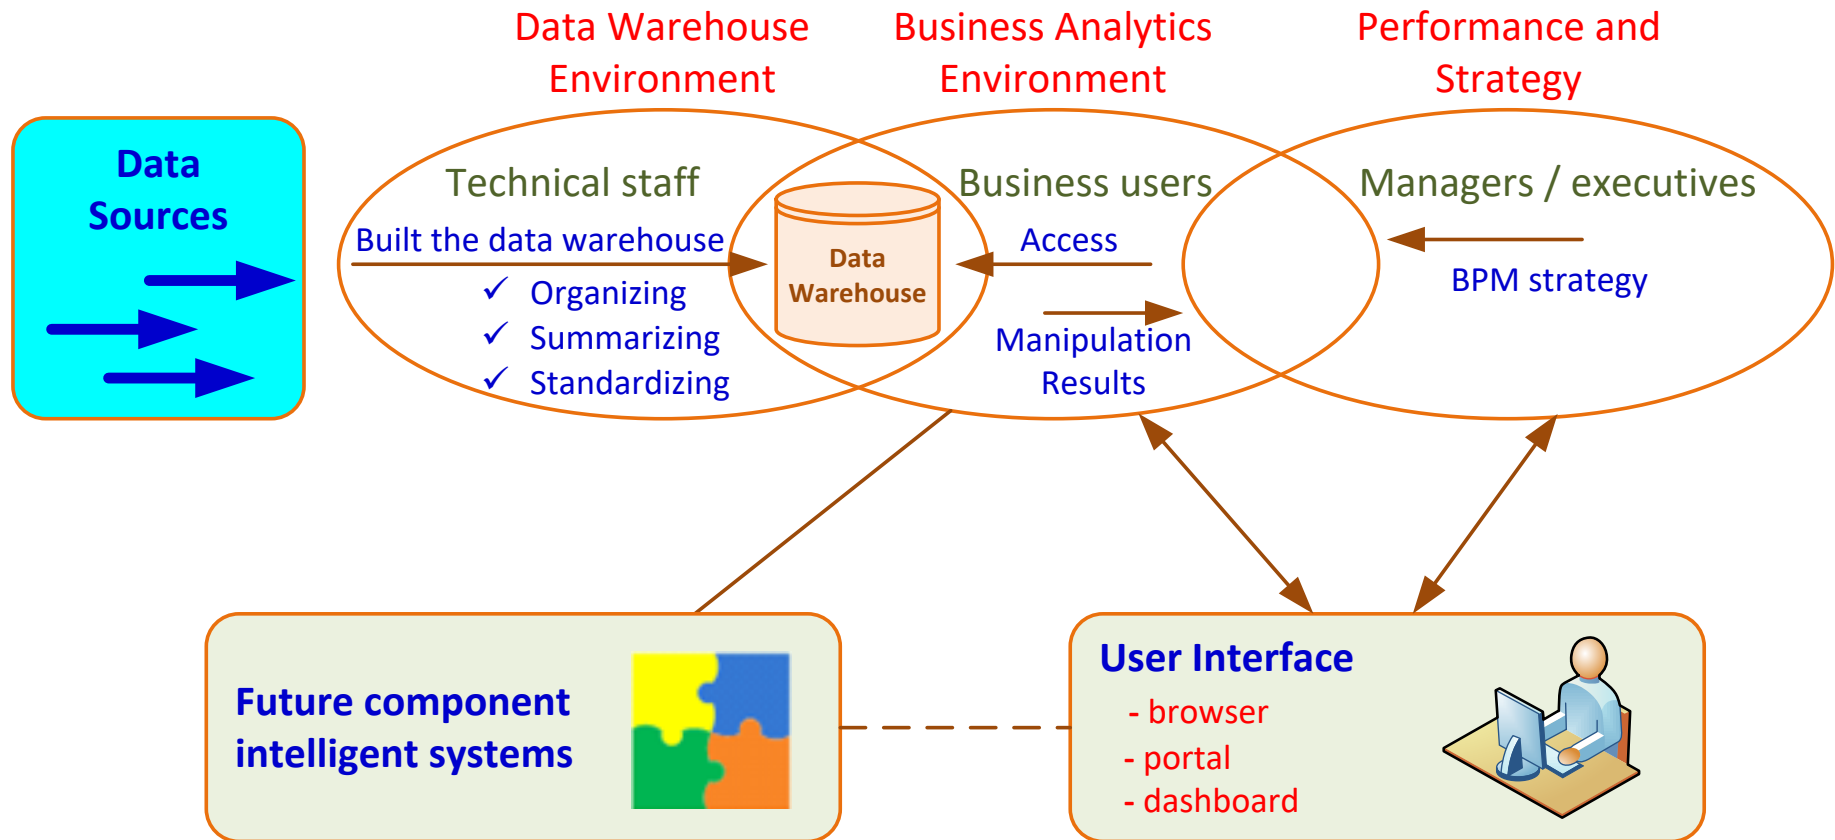 Data Warehouse
Environment
Business Analytics
Environment
Performance and
Strategy
Data
Sources
Technical staff
Built the data warehouse
✓ Organizing
✓ Summarizing
✓ Standardizing
Data
Warehouse
Business users
Access
Manipulation
Results
Managers / executives
BPM strategy
Future component
intelligent systems
User Interface
- browser
- portal
- dashboard